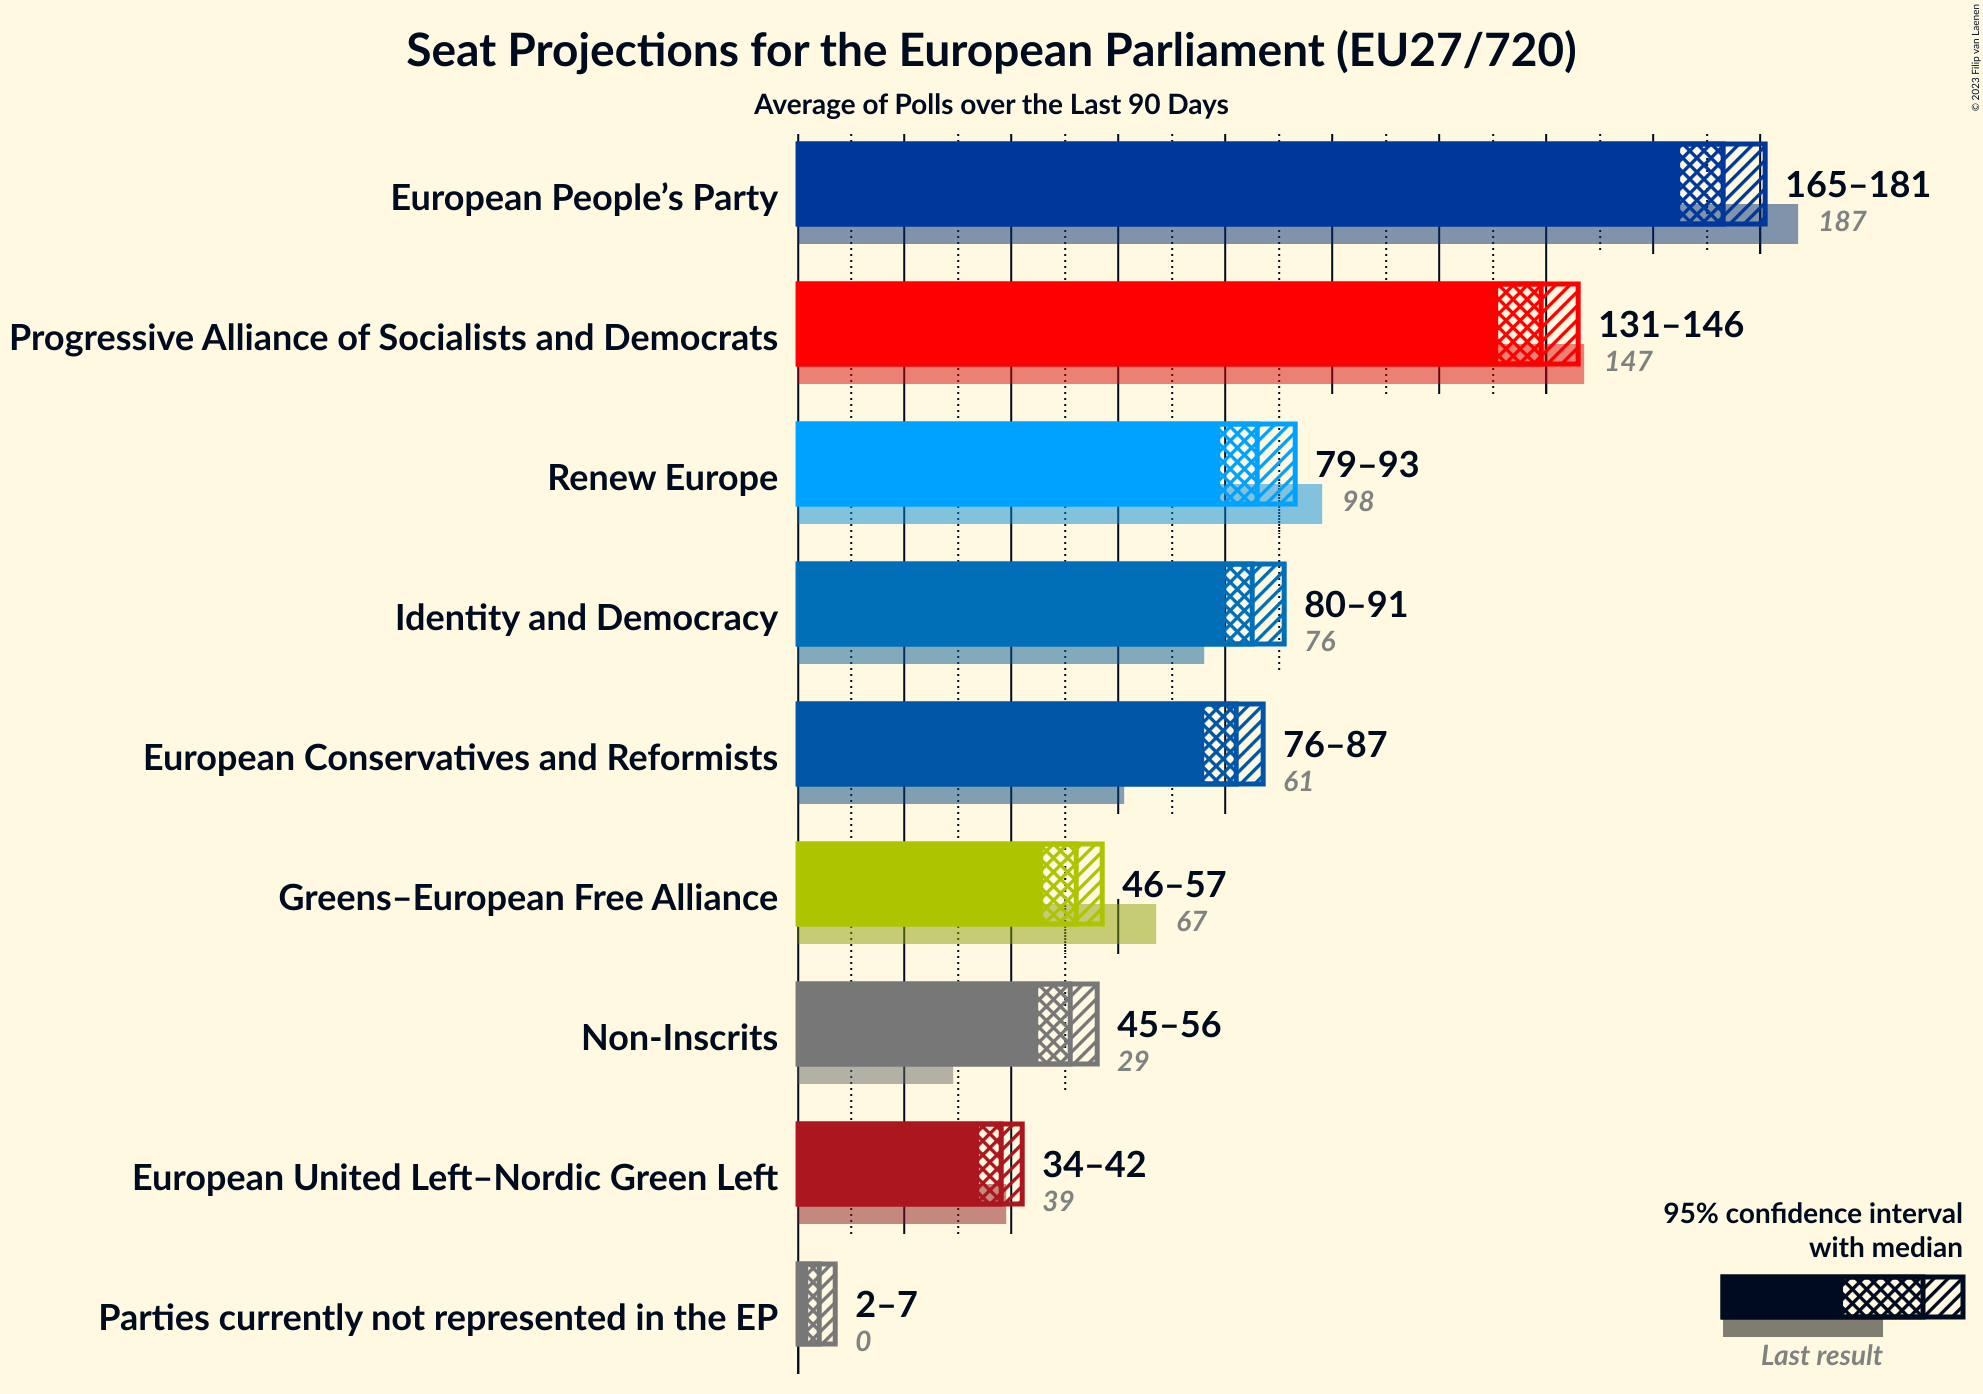 Seat Projections for the European Parliament (EU27/720)
Average of Polls over the Last 90 Days
© 2023 Filip van Laenen
European People’s Party
165–181
187
Progressive Alliance of Socialists and Democrats
131–146
147
Renew Europe
79–93
98
Identity and Democracy
80–91
76
European Conservatives and Reformists
76–87
61
Greens–European Free Alliance
46–57
67
Non-Inscrits
45–56
29
European United Left–Nordic Green Left
34–42
39
Parties currently not represented in the EP
2–7
0
95% confidence interval
with median
Last result